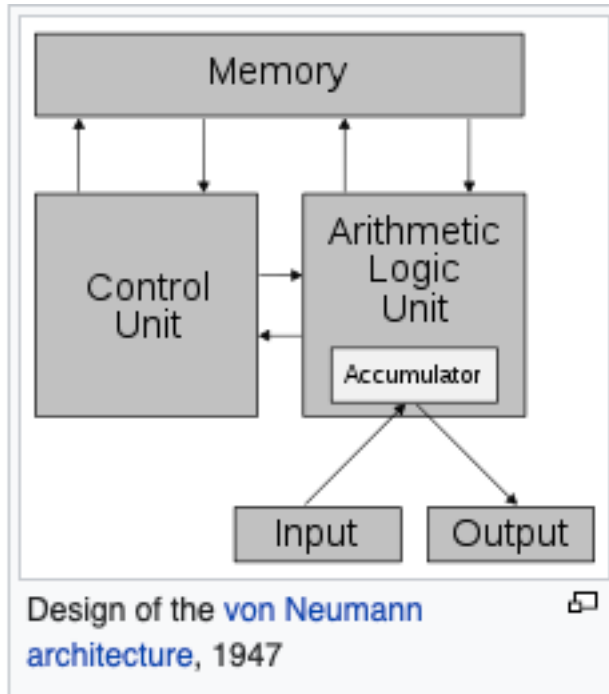 Memory
Control
Unit
Arithmetic
Logic
Unit
Accumulator
Input
Output
Design of the von Neumann
architecture, 1947